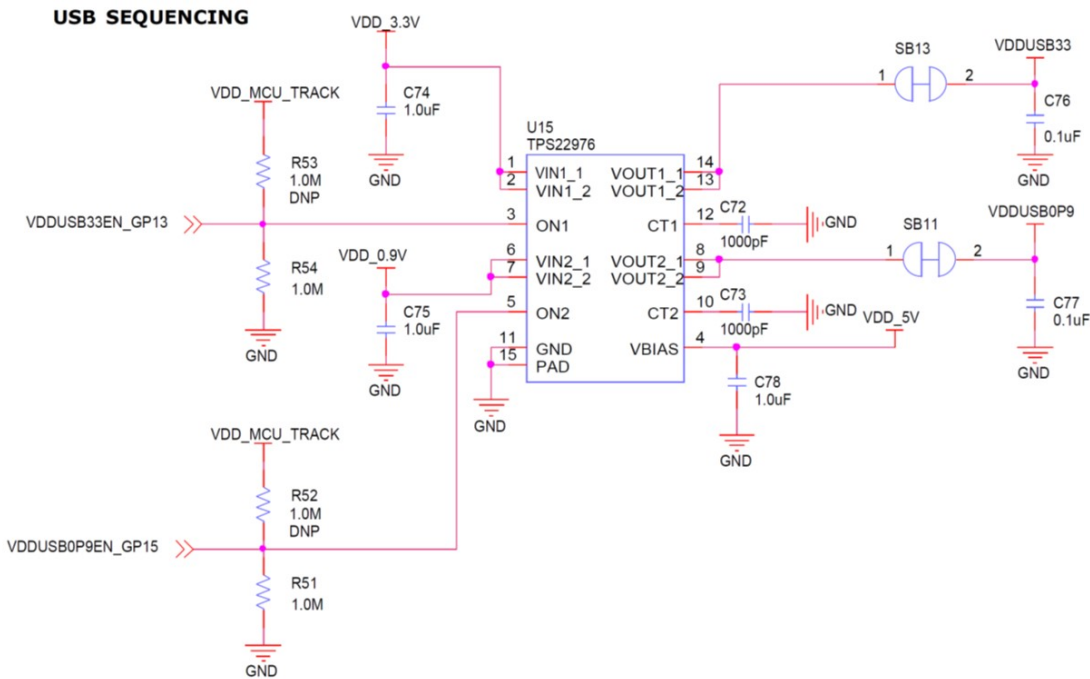 USB SEQUENCING
VDD_3.3V
C74
1.0uF
GND
VDD_MCU_TRACK
R53
1.0M
DNP
VDDUSB33EN_GP13
R54
1.0M
GND
VDD_0.9V
C75
1.0uF
GND
U15
TPS22976
1 VIN1_1 VOUT1_1 14
2 VIN1_2 VOUT1_2 13
3 ON1 CT1 12
6 VIN2_1 VOUT2_1 8
7 VIN2_2 VOUT2_2 9
5 ON2 CT2 10
11 GND VBIAS 4
15 PAD
GND
SB13
1 2
VDDUSB33
C76
0.1uF
GND
C72
1000pF
GND
SB11
1 2
VDDUSB0P9
C77
0.1uF
GND
C73
1000pF
GND
VDD_5V
C78
1.0uF
GND
VDD_MCU_TRACK
R52
1.0M
DNP
VDDUSB0P9EN_GP15
R51
1.0M
GND